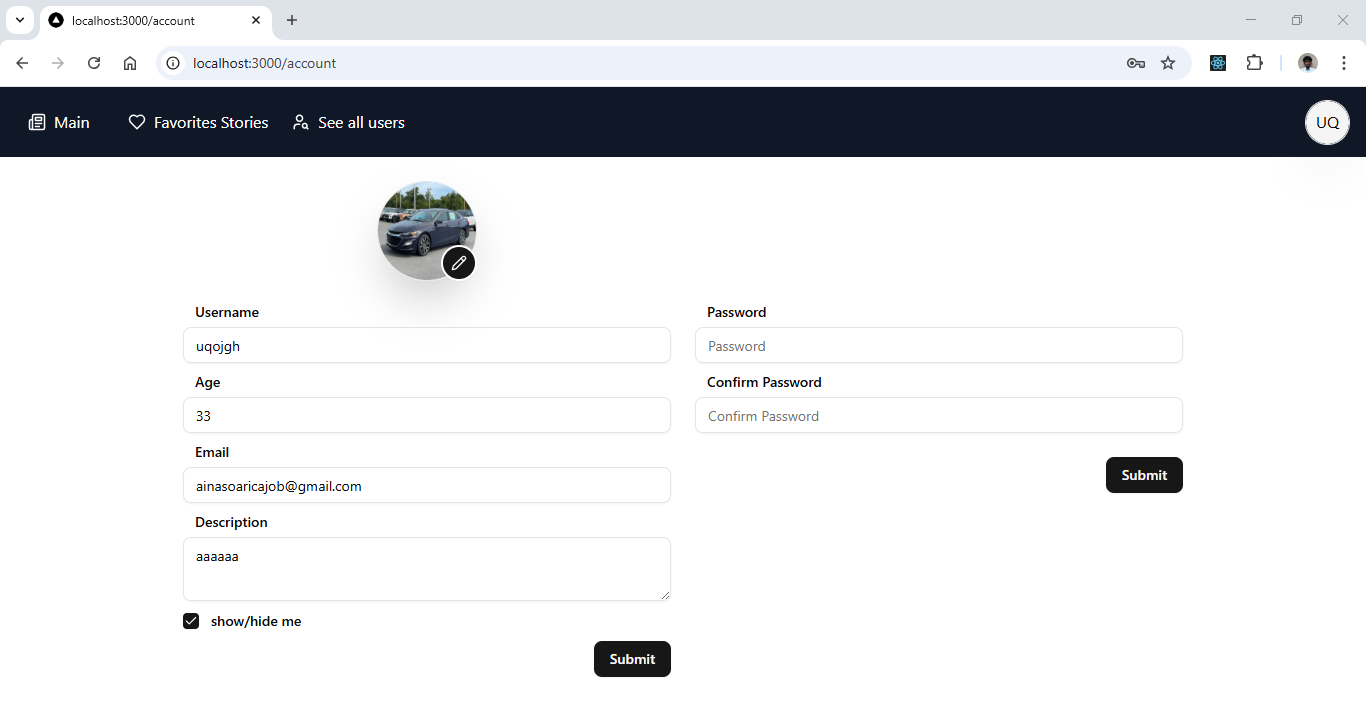 localhost:3000/account
localhost:3000/account
Main
Favorites Stories
See all users
UQ
Username
uqojgh
Age
33
Email
ainasoaricajob@gmail.com
Description
aaaaaa
show/hide me
Submit
Password
Password
Confirm Password
Confirm Password
Submit